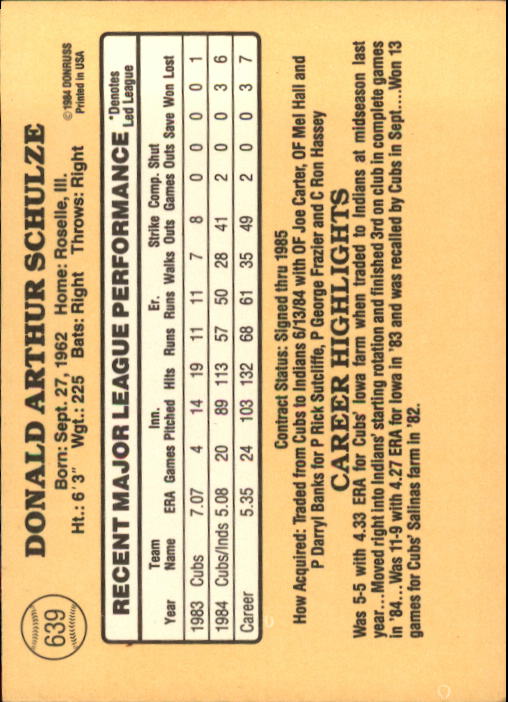 639
DONALD ARTHUR SCHULZE
Born: Sept. 27, 1962 Home: Roselle, Ill.
Ht.: 6'3" Wgt.: 225 Bats: Right Throws: Right
© 1984 DONRUSS
Printed in USA
RECENT MAJOR LEAGUE PERFORMANCE
*Denotes
Led League
Team Inn. Er. Strike Comp. Shut
Year Name ERA Games Pitched Hits Runs Runs Walks Outs Games Outs Save Won Lost
1983 Cubs 7.07 4 14 19 11 11 7 8 0 0 0 0 1
1984 Cubs/Inds 5.08 20 89 113 57 50 28 41 2 0 0 3 6
Career 5.35 24 103 132 68 61 35 49 2 0 0 3 7
Contract Status: Signed thru 1985
How Acquired: Traded from Cubs to Indians 6/13/84 with OF Joe Carter, OF Mel Hall and
P Darryl Banks for P Rick Sutcliffe, P George Frazier and C Ron Hassey
CAREER HIGHLIGHTS
Was 5-5 with 4.33 ERA for Cubs' Iowa farm when traded to Indians at midseason last
year...Moved right into Indians' starting rotation and finished 3rd on club in complete games
in '84... Was 11-9 with 4.27 ERA for Iowa in '83 and was recalled by Cubs in Sept.... Won 13
games for Cubs' Salinas farm in '82.